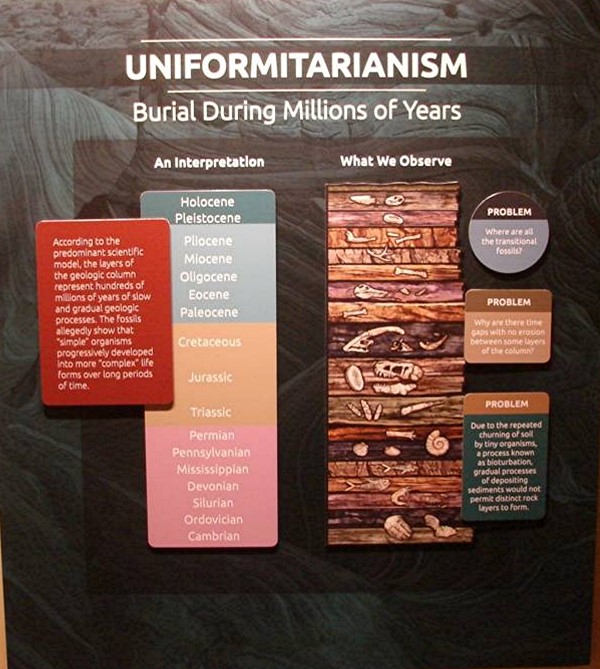 UNIFORMITARIANISM
Burial During Millions of Years
An Interpretation
What We Observe
According to the
predominant scientific
model, the layers of
the geologic column
represent hundreds of
millions of years of slow
and gradual geologic
processes. The fossils
allegedly show that
"simple" organisms
progressively developed
into more "complex" life
forms over long periods
of time.
Holocene
Pleistocene
Pliocene
Miocene
Oligocene
Eocene
Paleocene
Cretaceous
Jurassic
Triassic
Permian
Pennsylvanian
Mississippian
Devonian
Silurian
Ordovician
Cambrian
PROBLEM
Where are all
the transitional
fossils?
PROBLEM
Why are there time
gaps with no erosion
between some layers
of the column?
PROBLEM
Due to the repeated
churning of soil
by tiny organisms,
a process known
as bioturbation,
gradual processes
of depositing
sediments would not
permit distinct rock
layers to form.